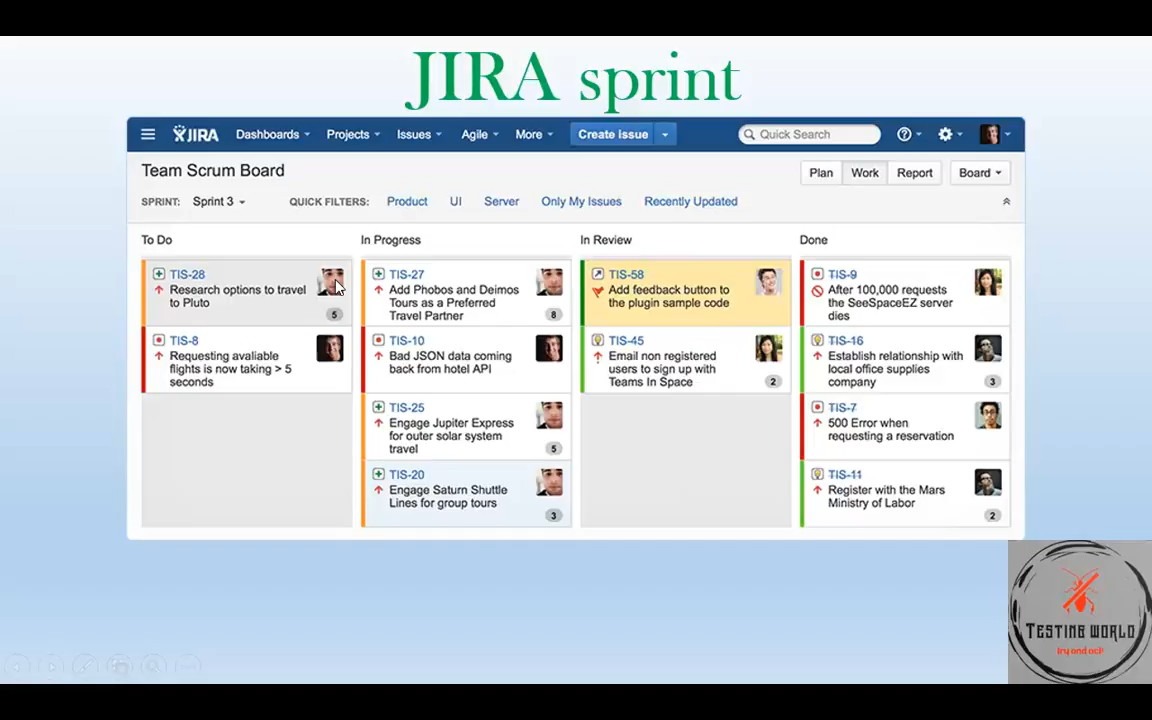 JIRA sprint
JIRA Dashboards Projects Issues Agile More Create issue Quick Search
Team Scrum Board
Plan Work Report Board
SPRINT: Sprint 3 QUICK FILTERS: Product UI Server Only My Issues Recently Updated
To Do
TIS-28
Research options to travel
to Pluto
5
TIS-8
Requesting avaliable
flights is now taking > 5
seconds
In Progress
TIS-27
Add Phobos and Deimos
Tours as a Preferred
Travel Partner
8
TIS-10
Bad JSON data coming
back from hotel API
TIS-25
Engage Jupiter Express
for outer solar system
travel
5
TIS-20
Engage Saturn Shuttle
Lines for group tours
3
In Review
TIS-58
Add feedback button to
the plugin sample code
TIS-45
Email non registered
users to sign up with
Teams In Space
2
Done
TIS-9
After 100,000 requests
the SeeSpaceEZ server
dies
TIS-16
Establish relationship with
local office supplies
company
3
TIS-7
500 Error when
requesting a reservation
TIS-11
Register with the Mars
Ministry of Labor
2
TESTING WORLD